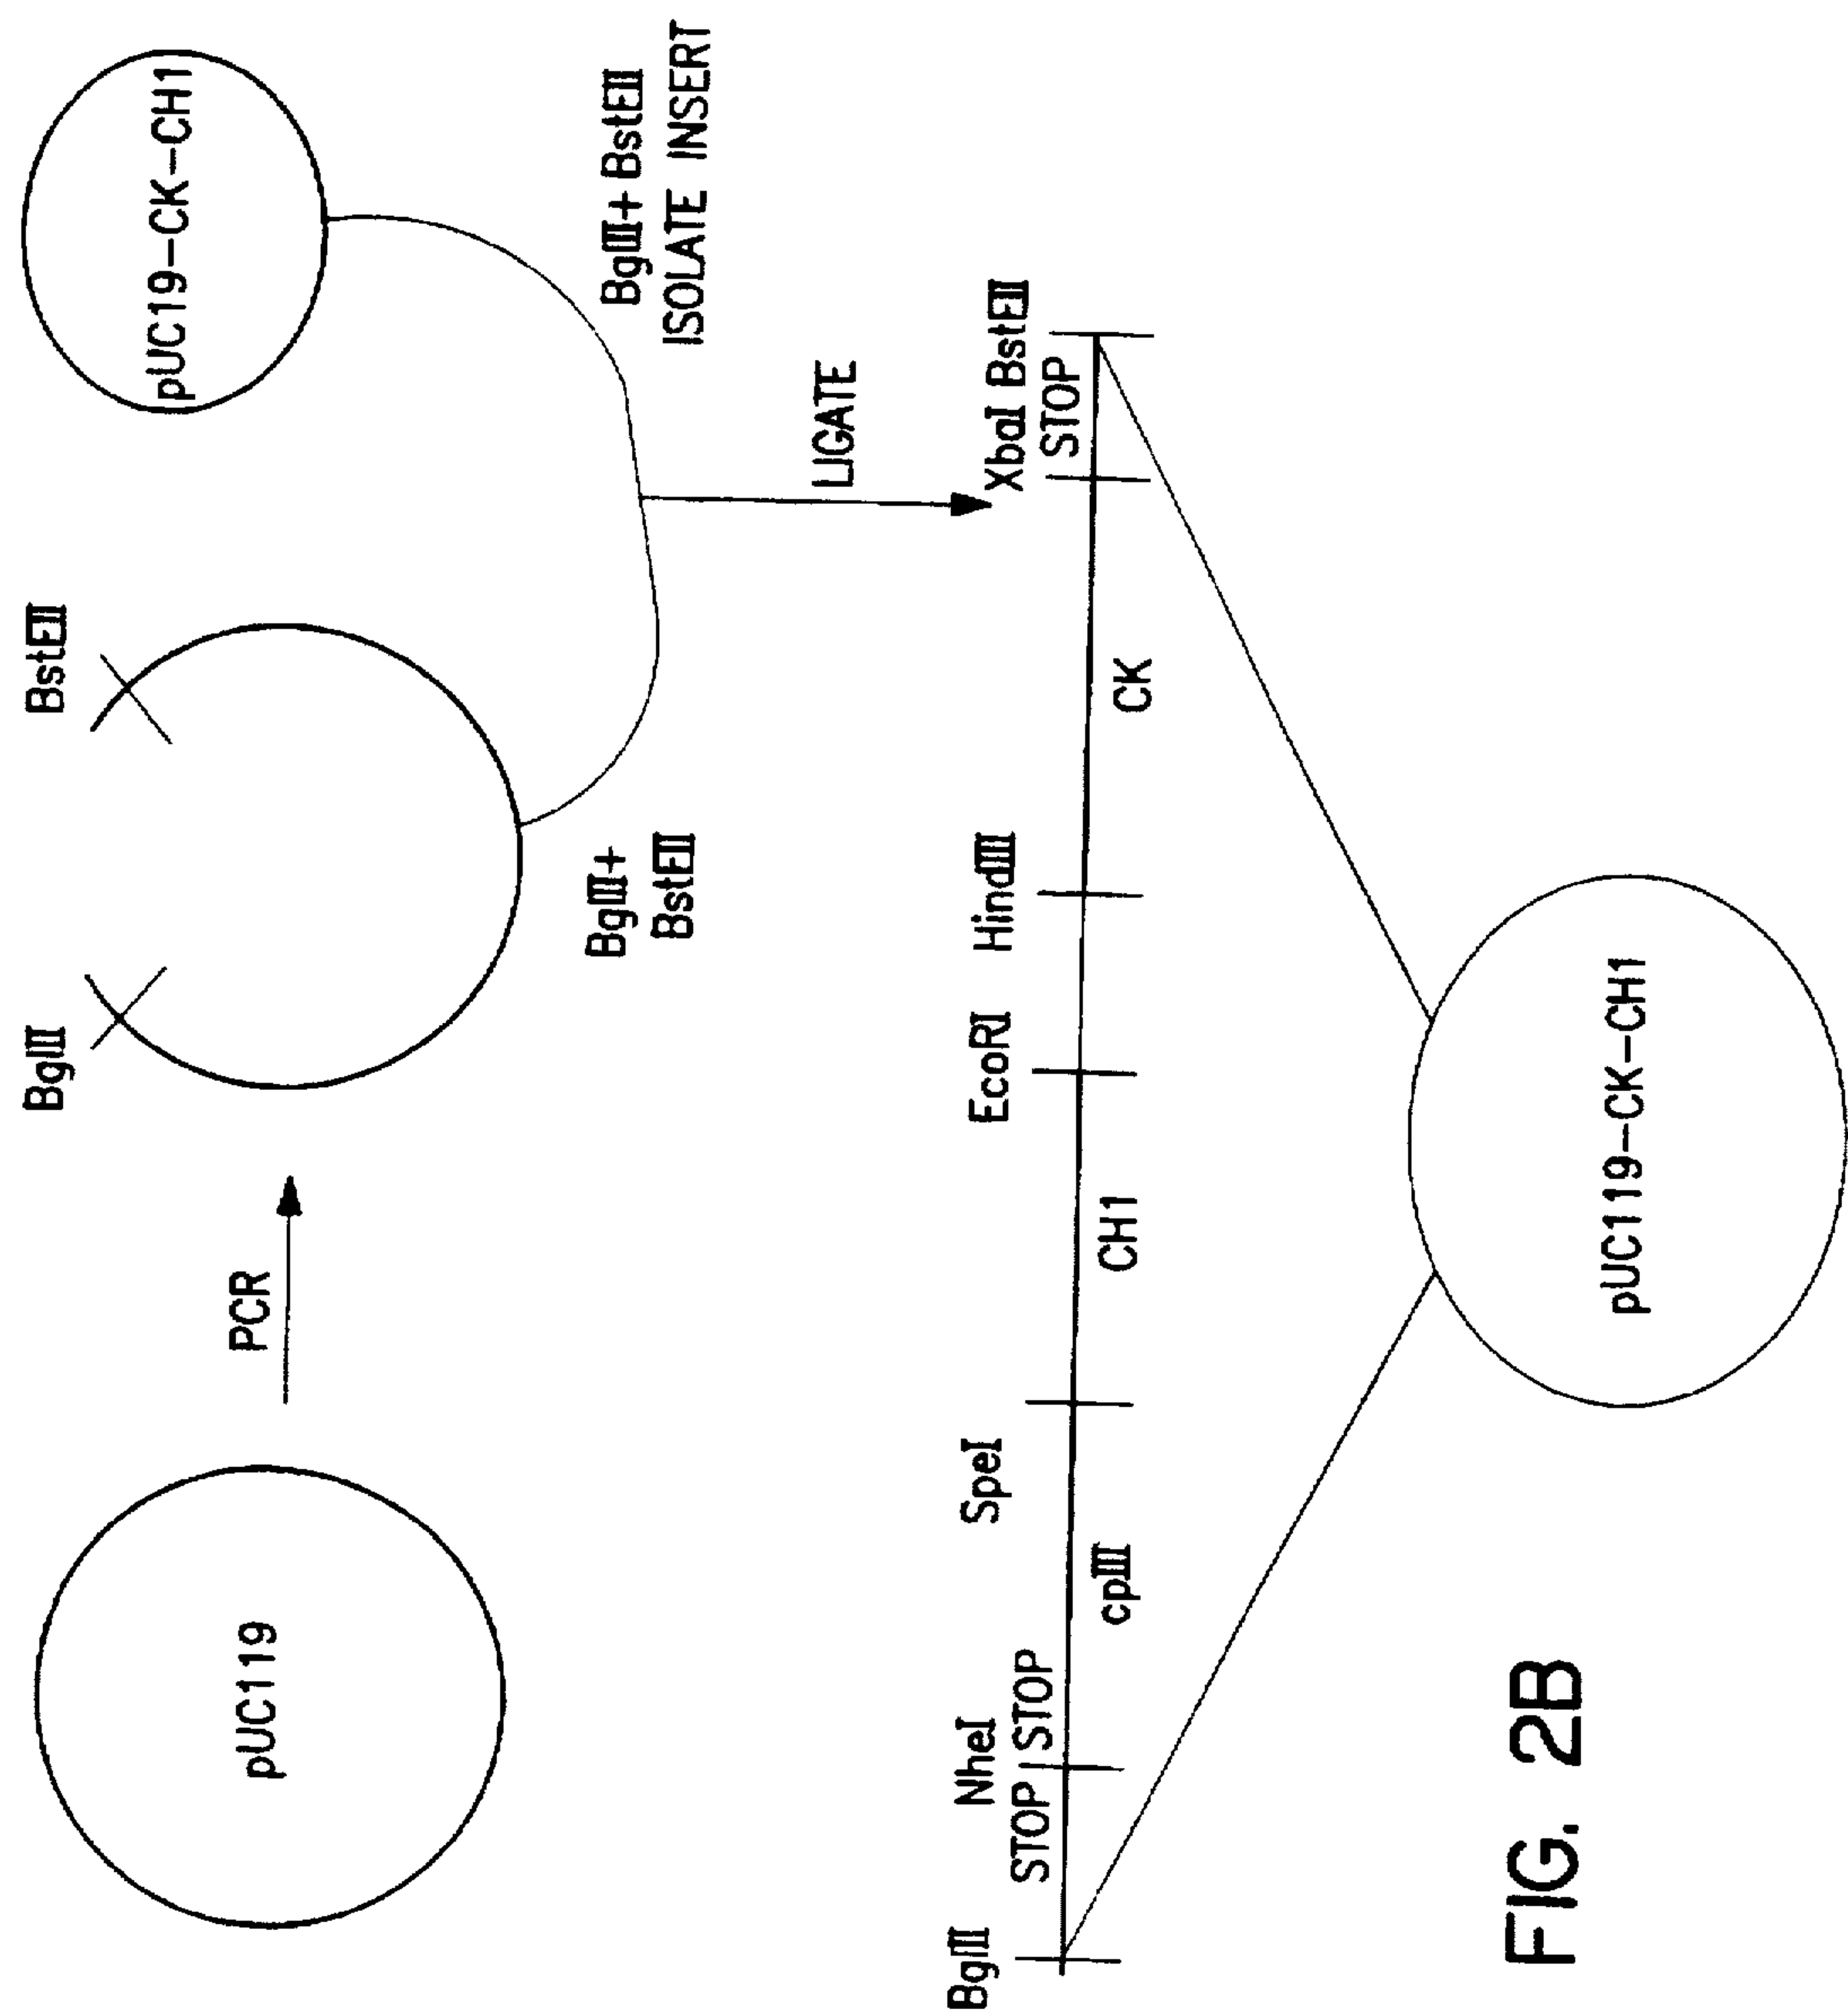 pUC119
PCR
BglII
BstEII
pUC19-CK-CH1
BglII+
BstEII
BglII+BstEII
ISOLATE INSERT
LIGATE
BglII
NheI
SpeI
EcoRI
HindIII
XbaI BstEII
STOP
STOP
STOP
cpIII
CH1
CK
pUC119-CK-CH1
FIG. 2B